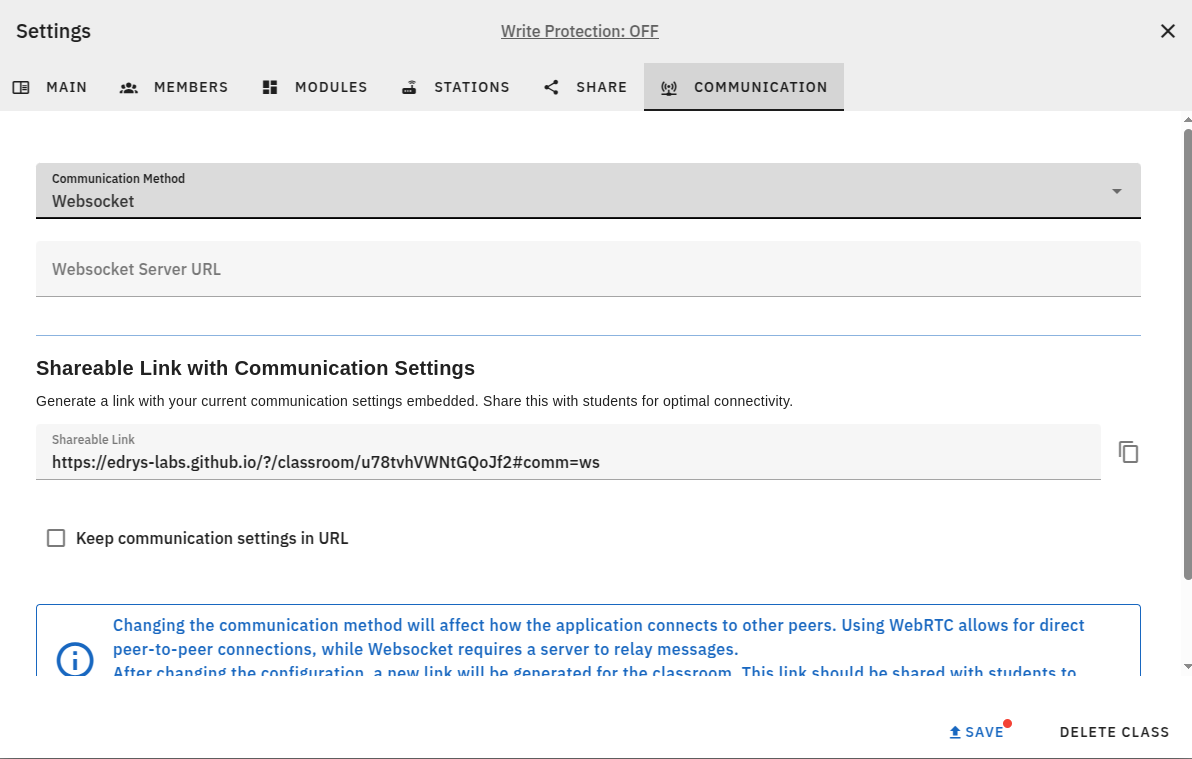 Settings
Write Protection: OFF
MAIN
MEMBERS
MODULES
STATIONS
SHARE
COMMUNICATION
Communication Method
Websocket
Websocket Server URL
Shareable Link with Communication Settings
Generate a link with your current communication settings embedded. Share this with students for optimal connectivity.
Shareable Link
https://edrys-labs.github.io/?/classroom/u78tvhVWNtGQoJf2#comm=ws
Keep communication settings in URL
Changing the communication method will affect how the application connects to other peers. Using WebRTC allows for direct
peer-to-peer connections, while Websocket requires a server to relay messages.
After changing the configuration, a new link will be generated for the classroom. This link should be shared with students to
SAVE
DELETE CLASS